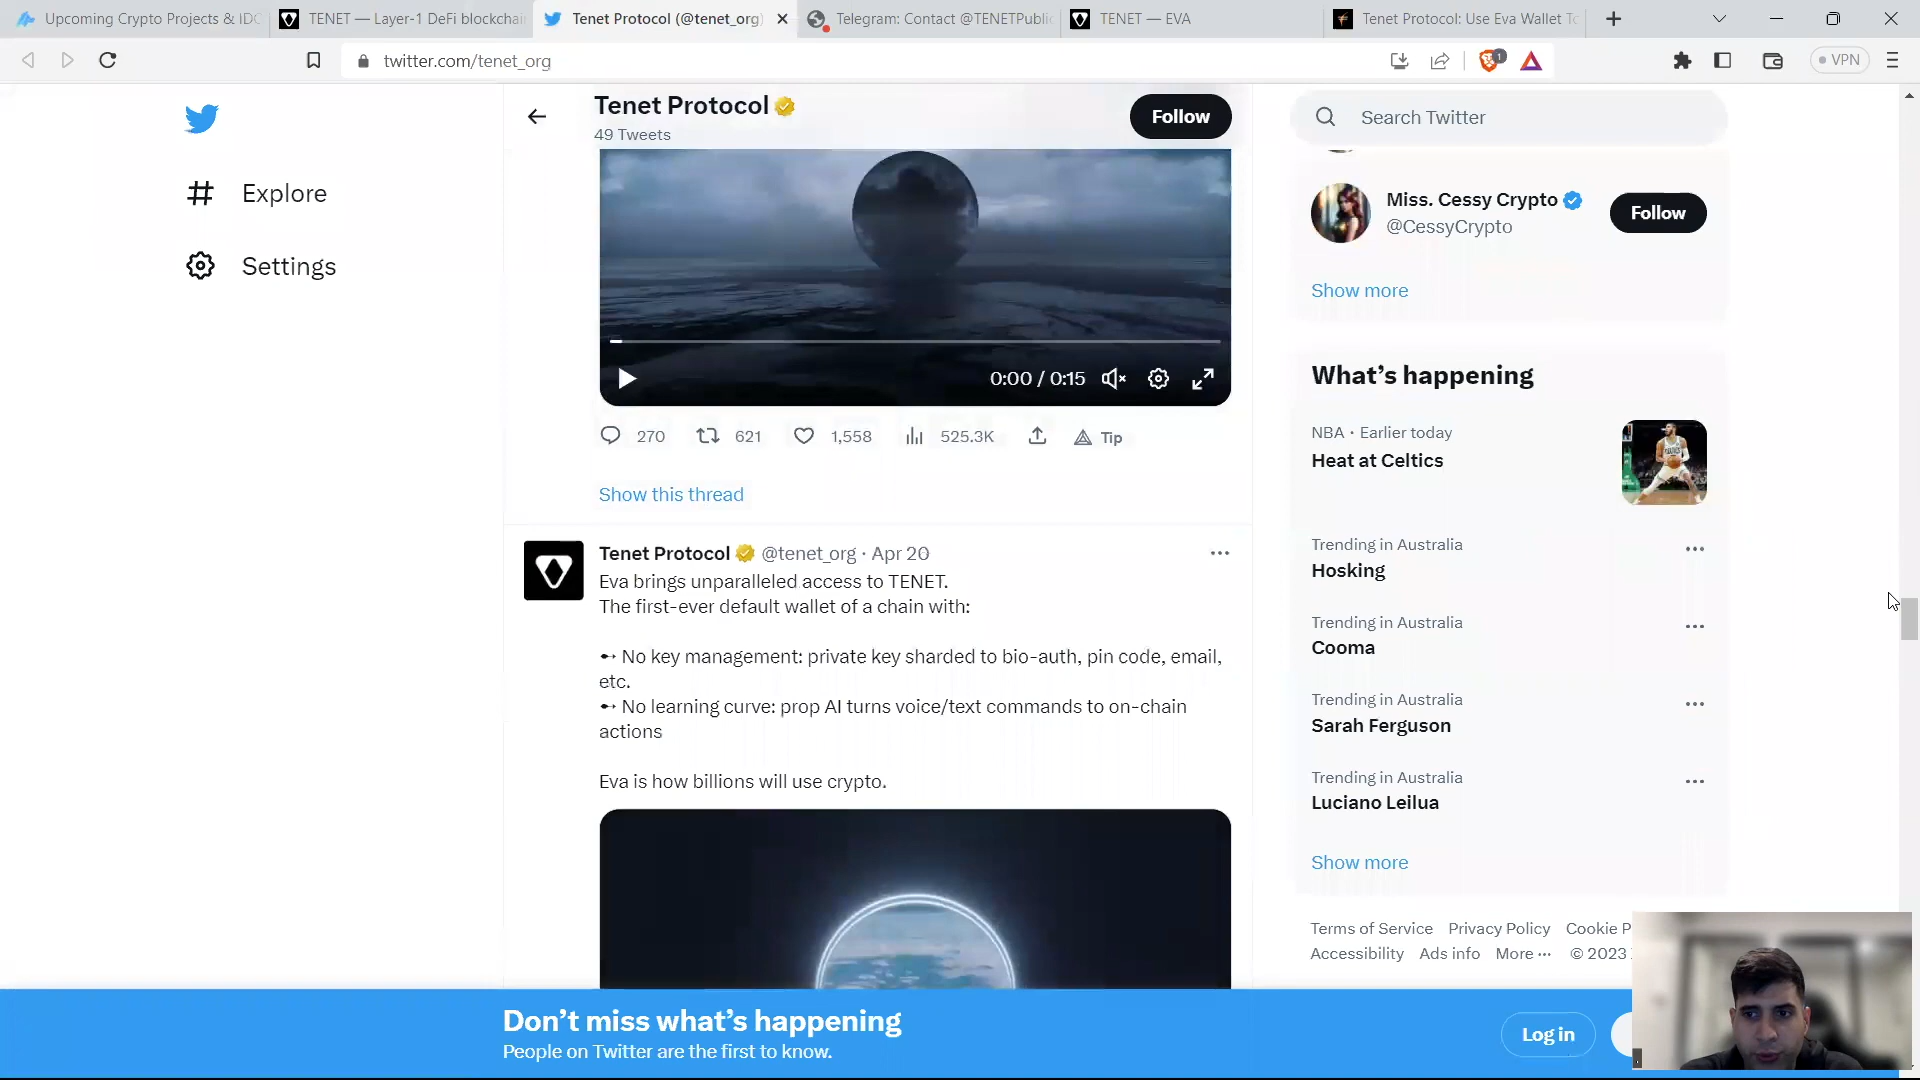 Upcoming Crypto Projects & IDO
TENET — Layer-1 DeFi blockchain
Tenet Protocol (@tenet_org)
Telegram: Contact @TENETPublic
TENET — EVA
Tenet Protocol: Use Eva Wallet To
twitter.com/tenet_org
1
VPN
Tenet Protocol
49 Tweets
Follow
Search Twitter
Explore
Settings
Miss. Cessy Crypto
@CessyCrypto
Follow
Show more
0:00 / 0:15
270
621
1,558
525.3K
Tip
Show this thread
Tenet Protocol @tenet_org · Apr 20
Eva brings unparalleled access to TENET.
The first-ever default wallet of a chain with:
➻ No key management: private key sharded to bio-auth, pin code, email,
etc.
➻ No learning curve: prop AI turns voice/text commands to on-chain
actions
Eva is how billions will use crypto.
What’s happening
NBA · Earlier today
Heat at Celtics
Trending in Australia
Hosking
Trending in Australia
Cooma
Trending in Australia
Sarah Ferguson
Trending in Australia
Luciano Leilua
Show more
Terms of Service Privacy Policy Cookie P
Accessibility Ads info More ··· © 2023
Don’t miss what’s happening
People on Twitter are the first to know.
Log in